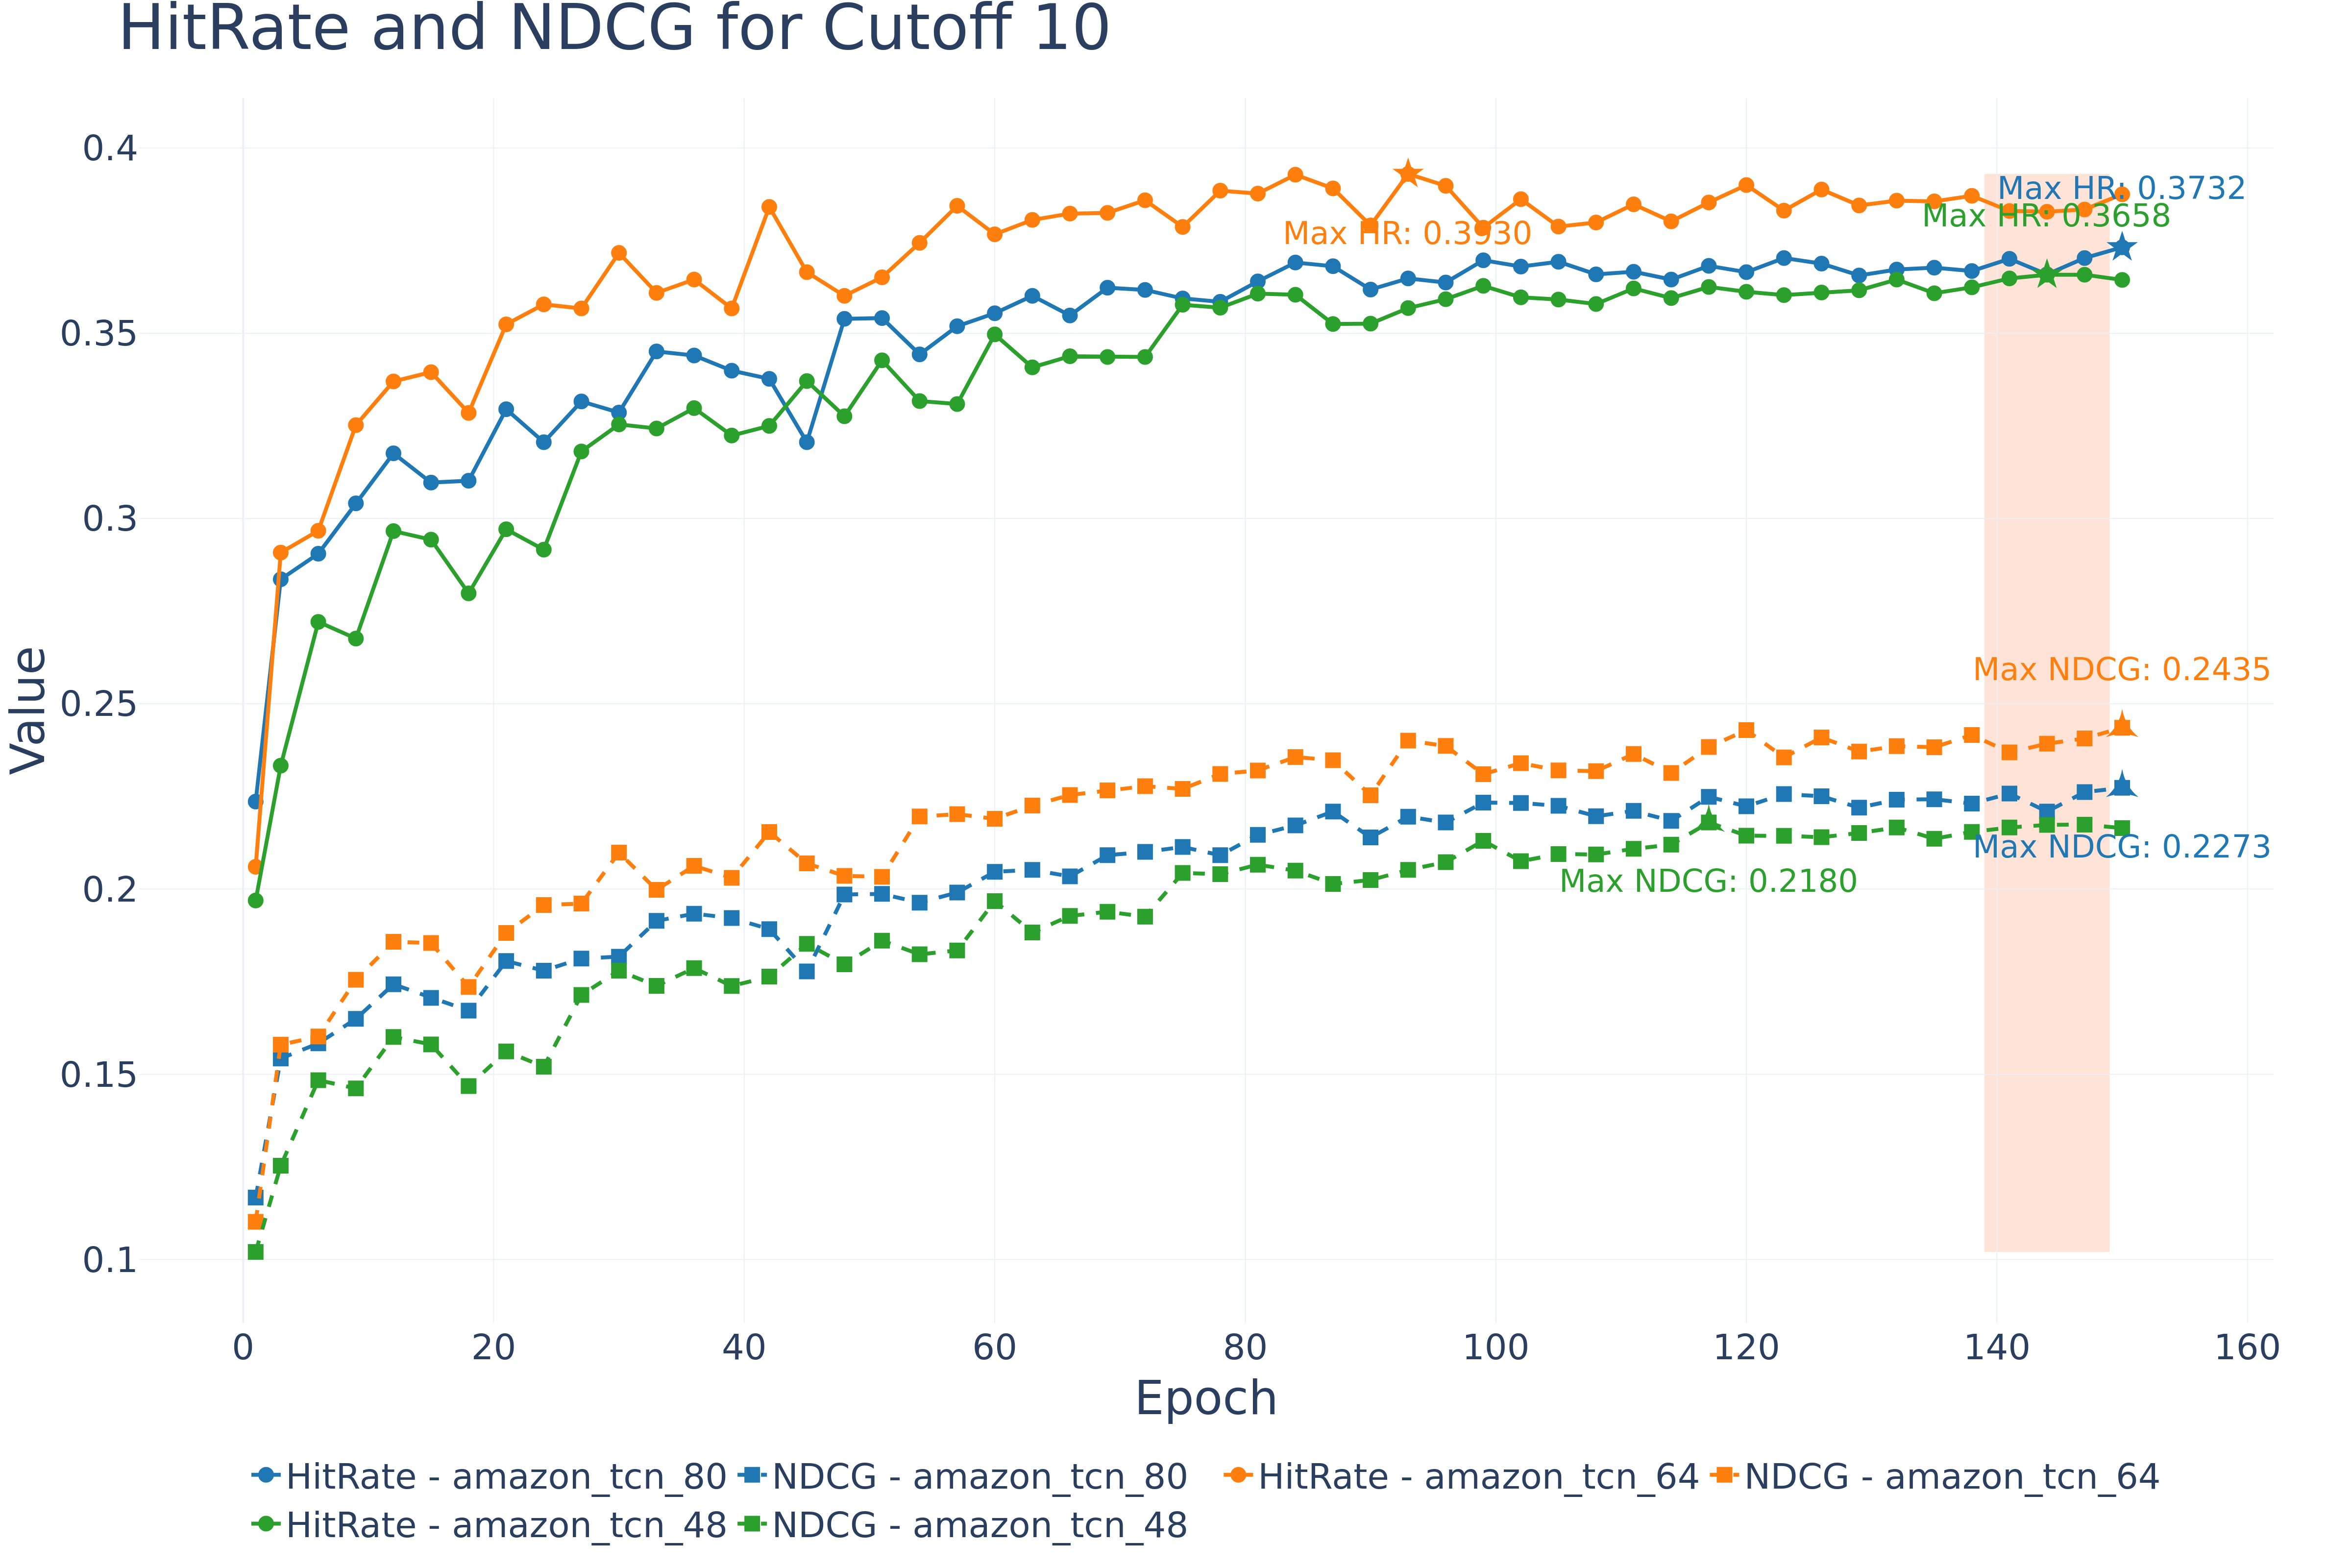 HitRate and NDCG for Cutoff 10
0.4
0.35
0.3
0.25
0.2
0.15
0.1
Value
Max HR: 0.3732
Max HR: 0.3658
Max HR: 0.3930
Max NDCG: 0.2435
Max NDCG: 0.2273
Max NDCG: 0.2180
0 20 40 60 80 100 120 140 160
Epoch
HitRate - amazon_tcn_80 NDCG - amazon_tcn_80 HitRate - amazon_tcn_64 NDCG - amazon_tcn_64
HitRate - amazon_tcn_48 NDCG - amazon_tcn_48